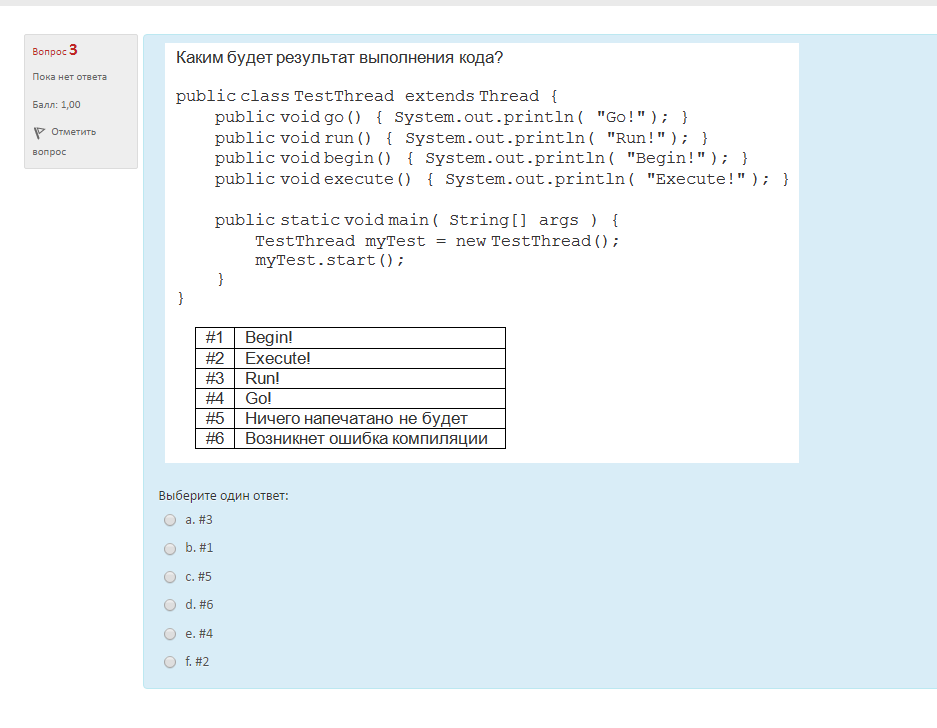 Вопрос 3
Пока нет ответа
Балл: 1,00
Отметить
вопрос
Каким будет результат выполнения кода?
public class TestThread extends Thread {
public void go() { System.out.println( "Go!" ); }
public void run() { System.out.println( "Run!" ); }
public void begin() { System.out.println( "Begin!" ); }
public void execute() { System.out.println( "Execute!" ); }
public static void main( String[] args ) {
TestThread myTest = new TestThread();
myTest.start();
}
}
#1 Begin!
#2 Execute!
#3 Run!
#4 Go!
#5 Ничего напечатано не будет
#6 Возникнет ошибка компиляции
Выберите один ответ:
a. #3
b. #1
c. #5
d. #6
e. #4
f. #2